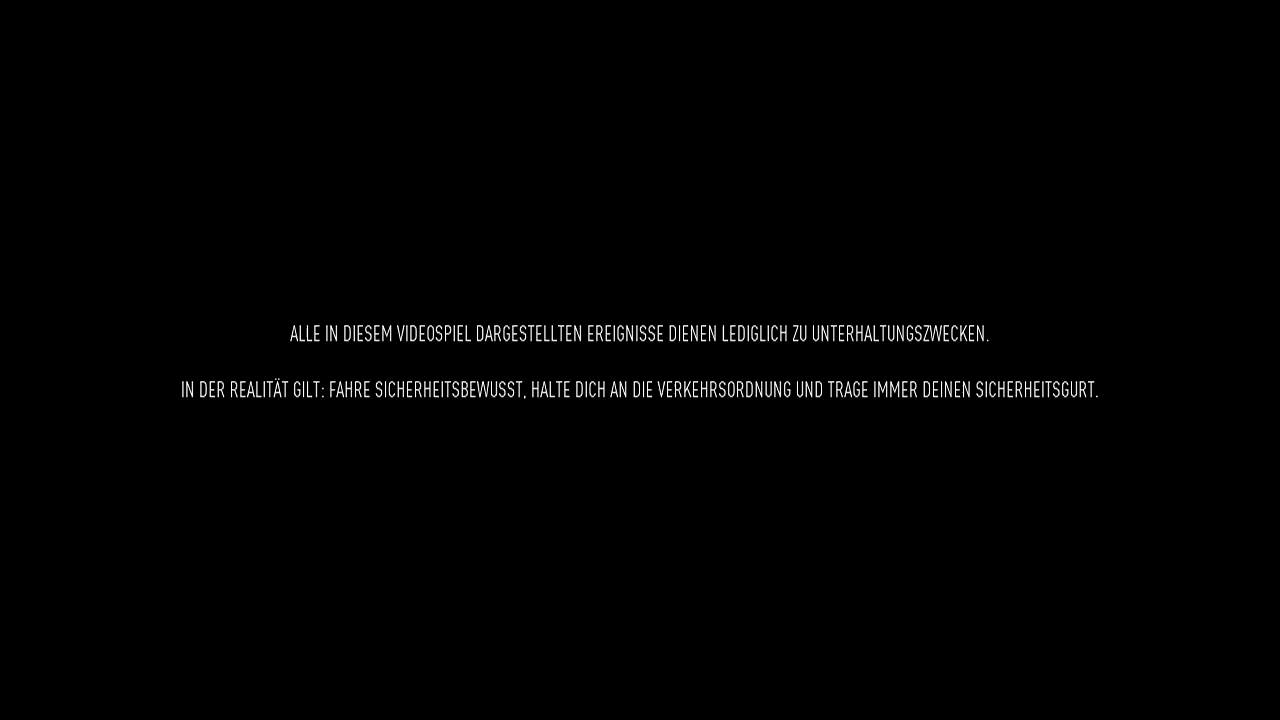 ALLE IN DIESEM VIDEOSPIEL DARGESTELLTEN EREIGNISSE DIENEN LEDIGLICH ZU UNTERHALTUNGSZWECKEN.
IN DER REALITÄT GILT: FAHRE SICHERHEITSBEWUSST, HALTE DICH AN DIE VERKEHRSORDNUNG UND TRAGE IMMER DEINEN SICHERHEITSGURT.